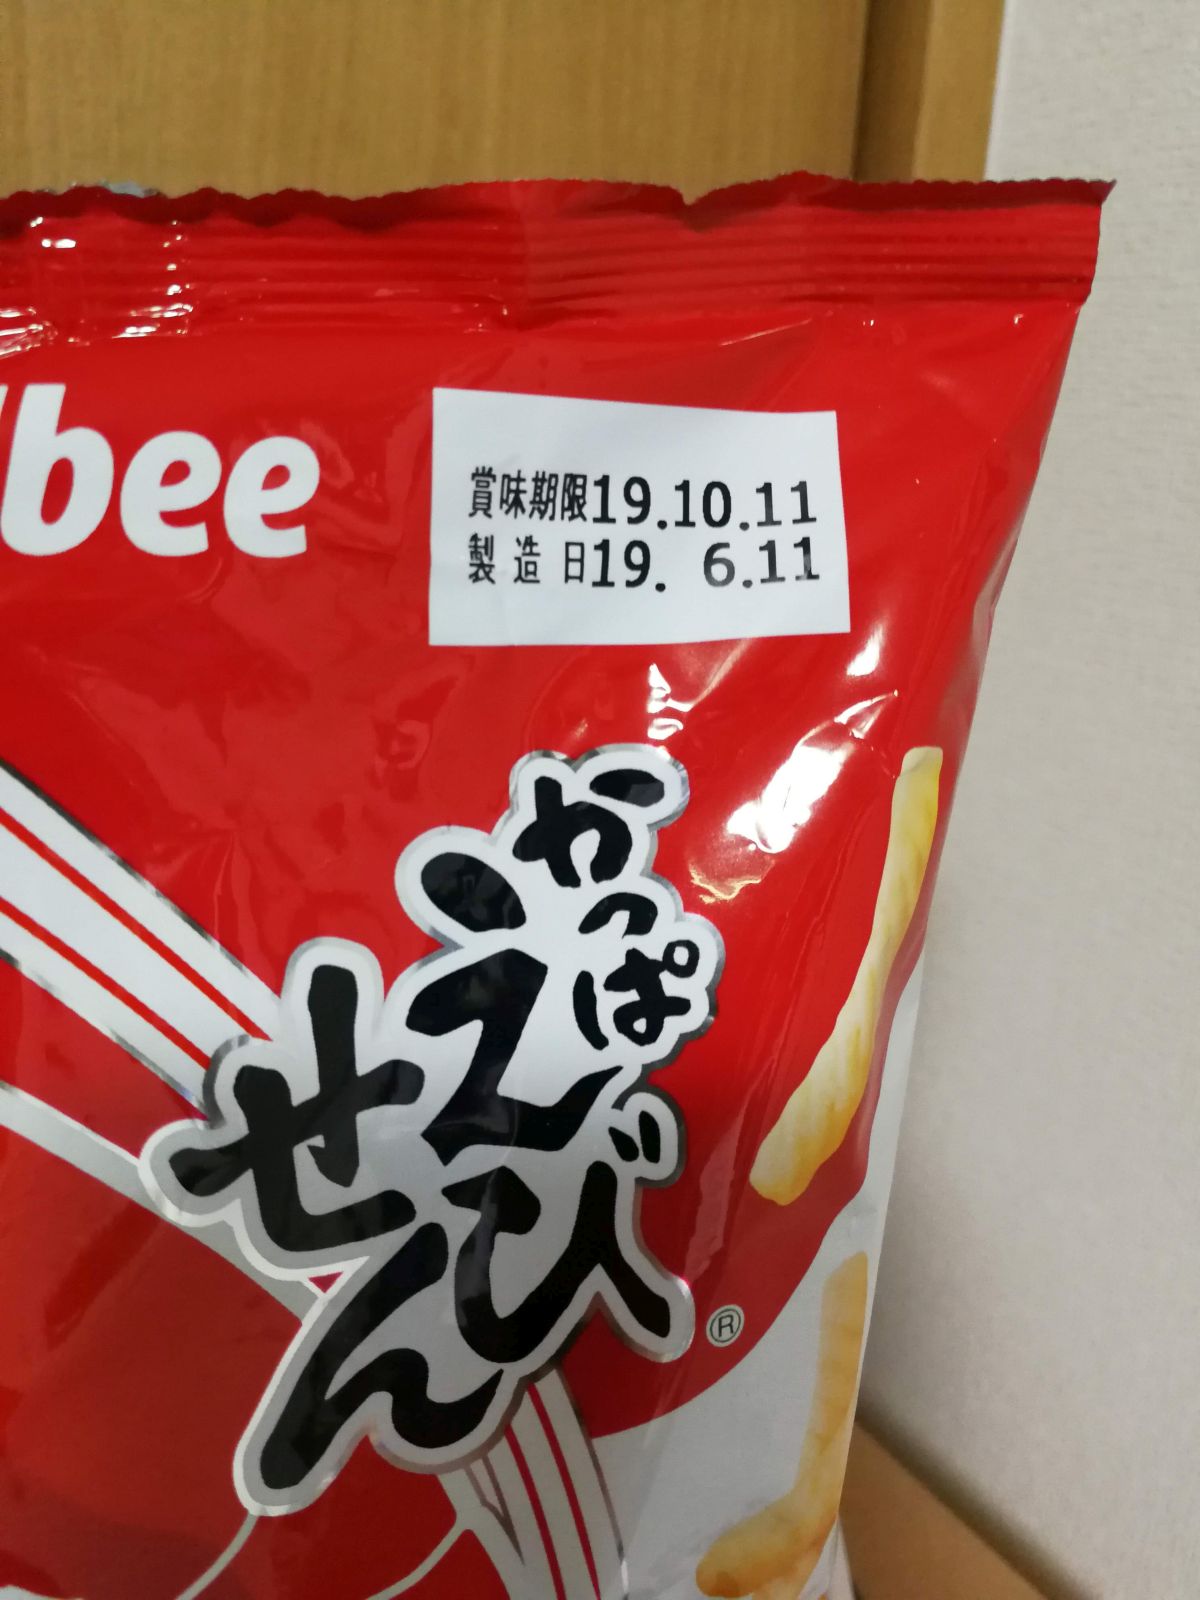 lbee
賞味期限19.10.11
製造日19. 6.11
かっぱ
えび
せん
®